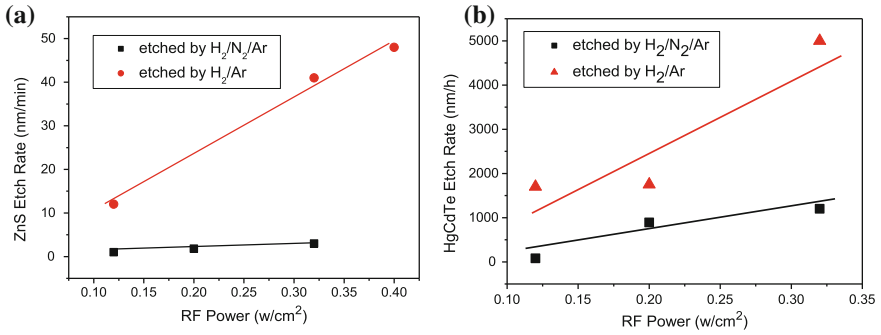 (a)
50
40
30
20
10
0
ZnS Etch Rate (nm/min)
etched by H2/N2/Ar
etched by H2/Ar
0.10 0.15 0.20 0.25 0.30 0.35 0.40
RF Power (w/cm2)
(b)
5000
4000
3000
2000
1000
0
HgCdTe Etch Rate (nm/h)
etched by H2/N2/Ar
etched by H2/Ar
0.10 0.15 0.20 0.25 0.30 0.35
RF Power (w/cm2)